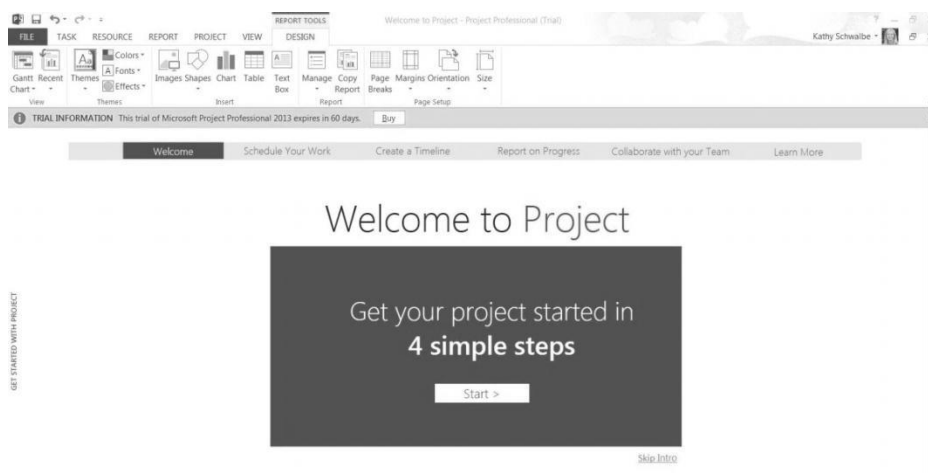 REPORT TOOLS Welcome to Project - Project Professional (Trial) ?
FILE TASK RESOURCE REPORT PROJECT VIEW DESIGN Kathy Schwalbe
Gantt Chart
Recent
Themes
Colors
Fonts
Effects
Images Shapes Chart Table Text Box
Manage Copy Report
Page Breaks Margins Orientation Size
View Themes Insert Report Page Setup
TRIAL INFORMATION This trial of Microsoft Project Professional 2013 expires in 60 days. Buy
Welcome Schedule Your Work Create a Timeline Report on Progress Collaborate with your Team Learn More
Welcome to Project
Get your project started in
4 simple steps
Start >
Skip Intro
GET STARTED WITH PROJECT